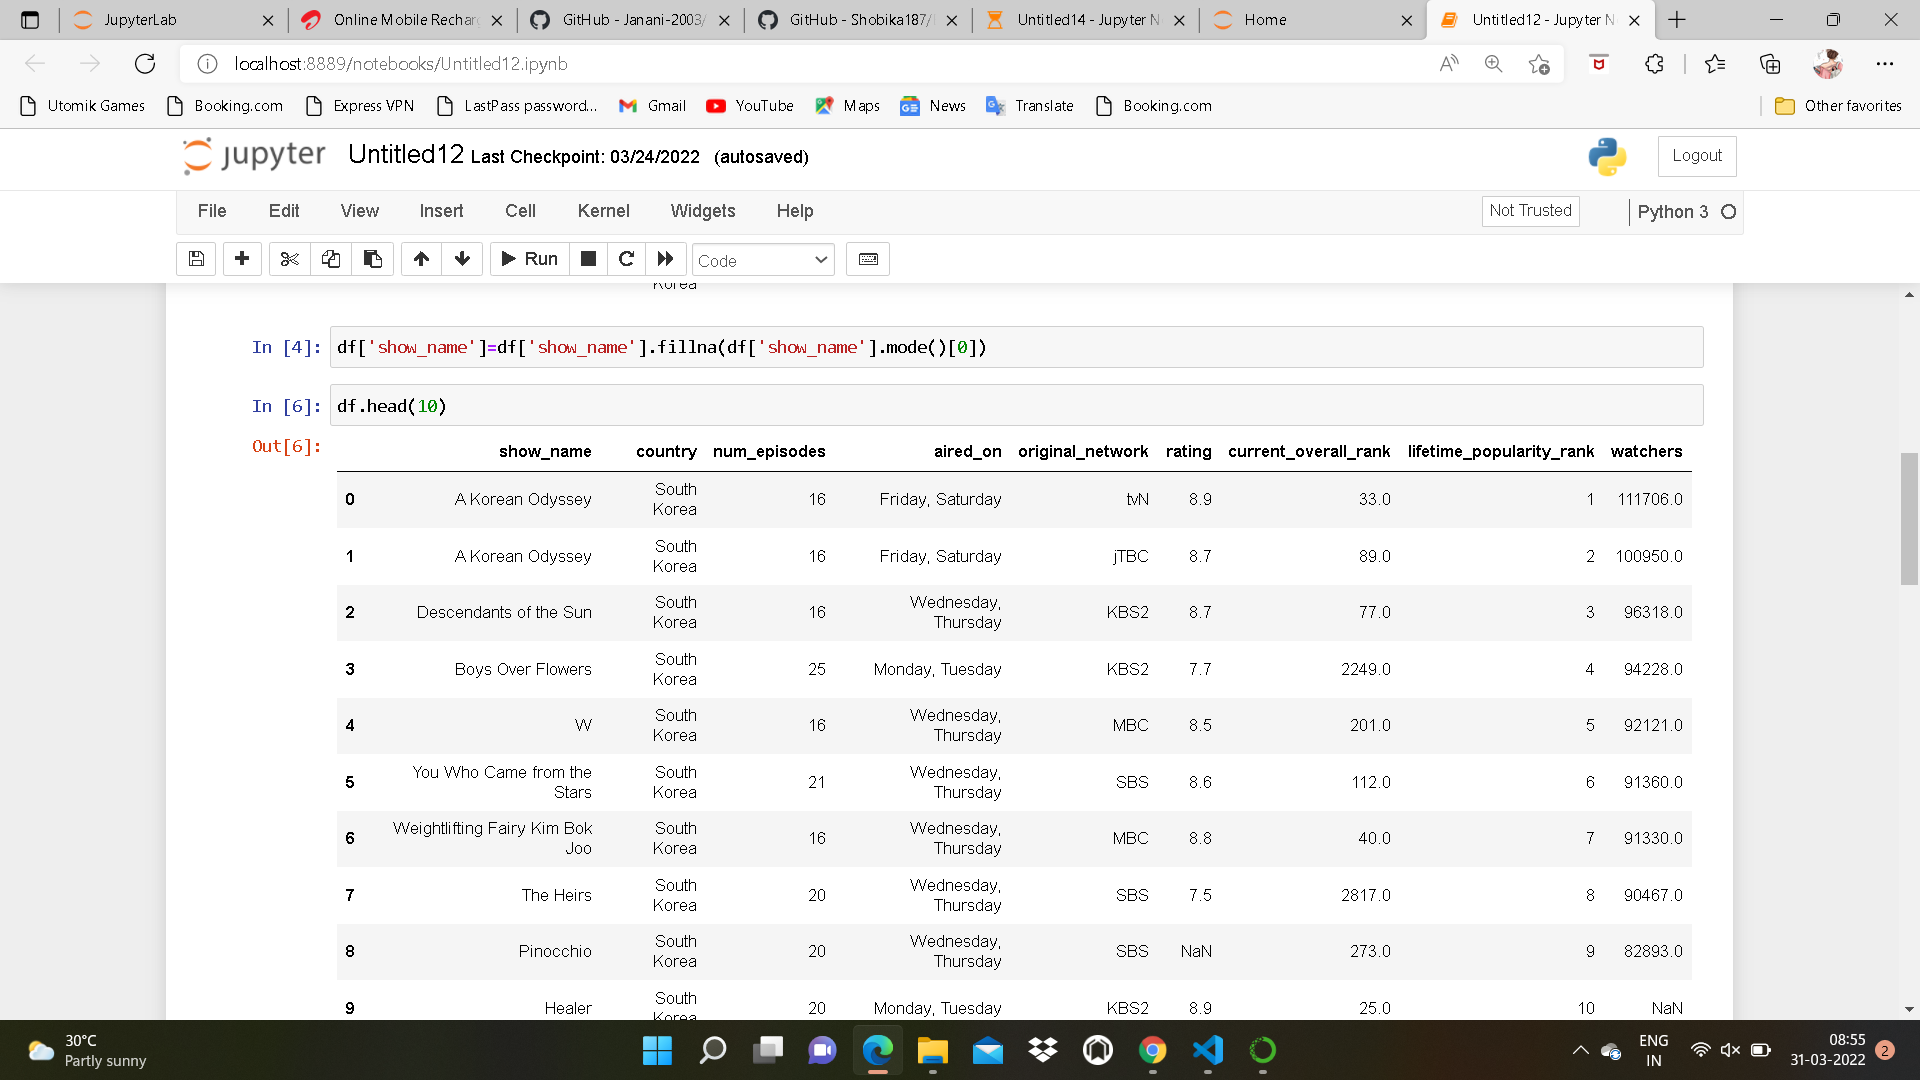 JupyterLab
Online Mobile Rechar
GitHub - Janani-2003/
GitHub - Shobika187/
Untitled14 - Jupyter N
Home
Untitled12 - Jupyter N
localhost:8889/notebooks/Untitled12.ipynb
Utomik Games
Booking.com
Express VPN
LastPass password...
Gmail
YouTube
Maps
News
Translate
Booking.com
Other favorites
jupyter Untitled12 Last Checkpoint: 03/24/2022 (autosaved)
Logout
File Edit View Insert Cell Kernel Widgets Help
Not Trusted
Python 3
Run
Code
Korea
In [4]: df['show_name']=df['show_name'].fillna(df['show_name'].mode()[0])
In [6]: df.head(10)
Out[6]:
show_name country num_episodes aired_on original_network rating current_overall_rank lifetime_popularity_rank watchers
0 A Korean Odyssey South Korea 16 Friday, Saturday tvN 8.9 33.0 1 111706.0
1 A Korean Odyssey South Korea 16 Friday, Saturday jTBC 8.7 89.0 2 100950.0
2 Descendants of the Sun South Korea 16 Wednesday, Thursday KBS2 8.7 77.0 3 96318.0
3 Boys Over Flowers South Korea 25 Monday, Tuesday KBS2 7.7 2249.0 4 94228.0
4 W South Korea 16 Wednesday, Thursday MBC 8.5 201.0 5 92121.0
5 You Who Came from the Stars South Korea 21 Wednesday, Thursday SBS 8.6 112.0 6 91360.0
6 Weightlifting Fairy Kim Bok Joo South Korea 16 Wednesday, Thursday MBC 8.8 40.0 7 91330.0
7 The Heirs South Korea 20 Wednesday, Thursday SBS 7.5 2817.0 8 90467.0
8 Pinocchio South Korea 20 Wednesday, Thursday SBS NaN 273.0 9 82893.0
9 Healer South Korea 20 Monday, Tuesday KBS2 8.9 25.0 10 NaN
30°C
Partly sunny
ENG
IN
08:55
31-03-2022
2